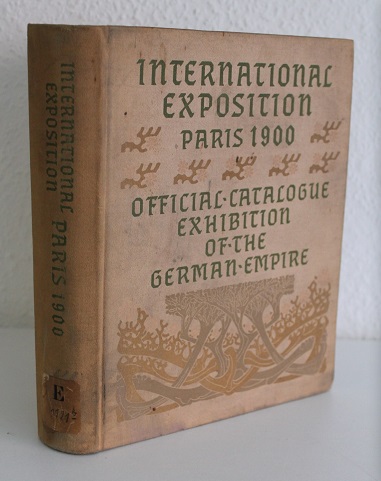 INTERNATIONAL
EXPOSITION
PARIS 1900
OFFICIAL·CATALOGUE
EXHIBITION
OF·THE
GERMAN·EMPIRE
INTERNATIONAL PARIS 1900
EXPOSITION
E